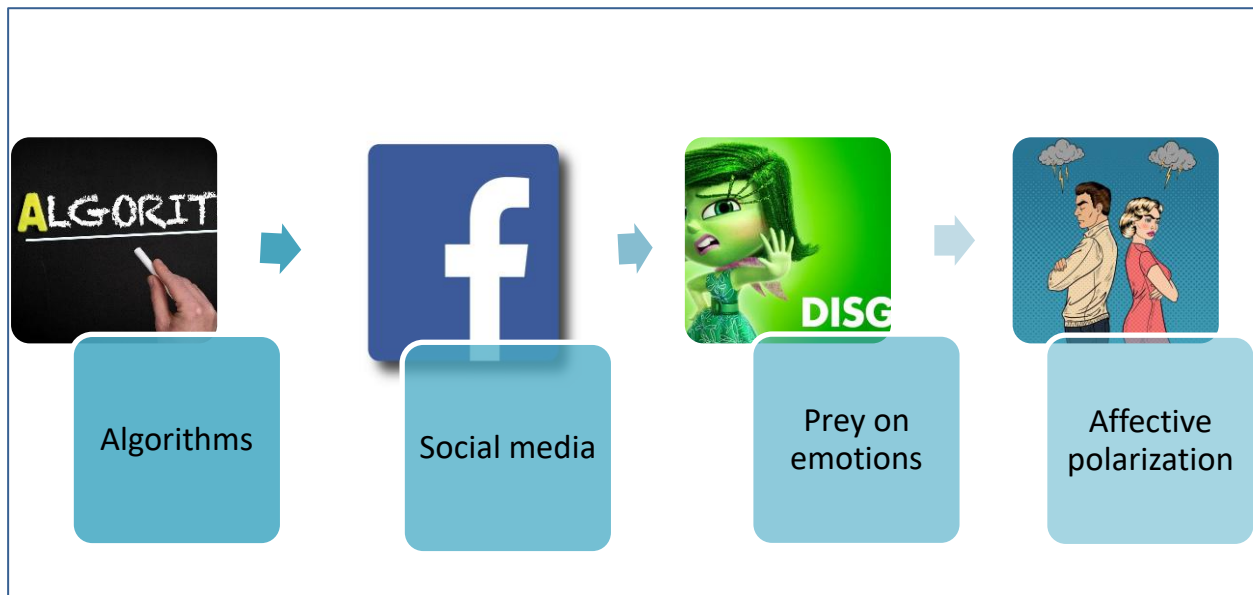 ALGORIT
f
DISG
Algorithms
Social media
Prey on
emotions
Affective
polarization